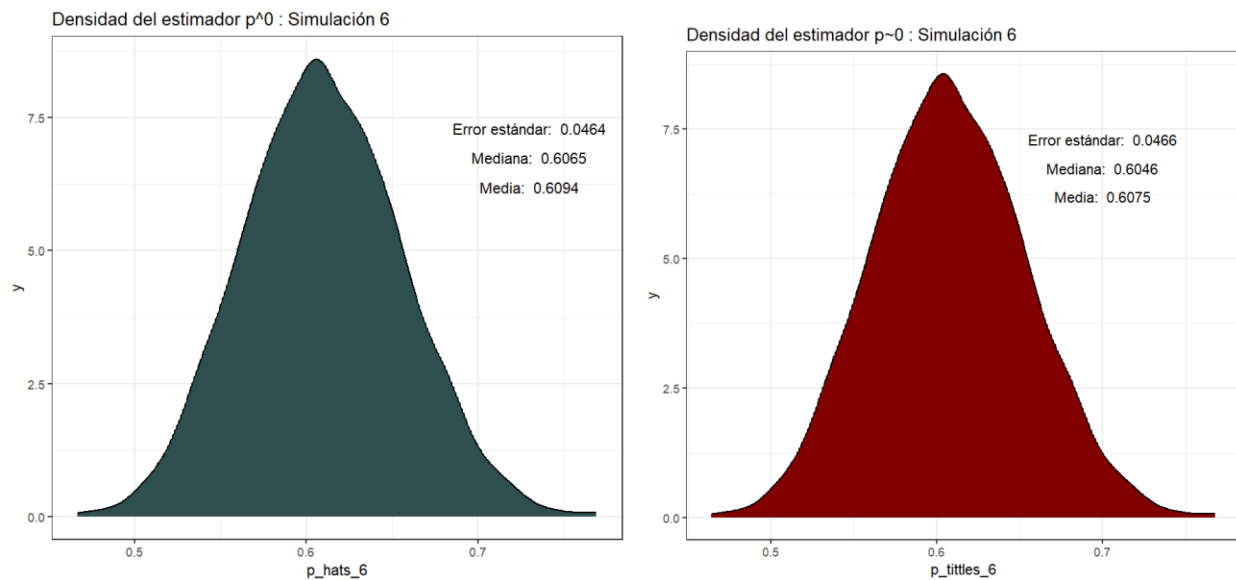 Densidad del estimador p^0 : Simulación 6
7.5
5.0
2.5
0.0
y
Error estándar: 0.0464
Mediana: 0.6065
Media: 0.6094
0.5 0.6 0.7
p_hats_6
Densidad del estimador p~0 : Simulación 6
7.5
5.0
2.5
0.0
y
Error estándar: 0.0466
Mediana: 0.6046
Media: 0.6075
0.5 0.6 0.7
p_tittles_6